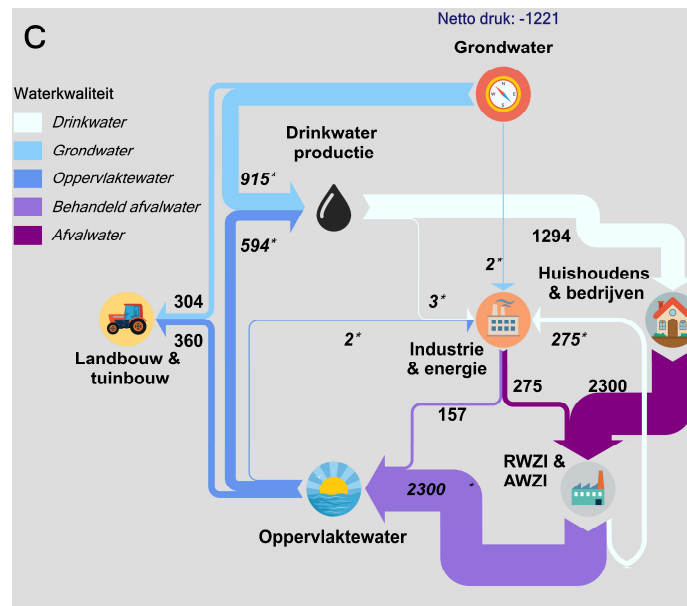 C
Netto druk: -1221
Grondwater
Waterkwaliteit
Drinkwater
Grondwater
Oppervlaktewater
Behandeld afvalwater
Afvalwater
Drinkwater
productie
915*
594*
1294
2*
Huishoudens
& bedrijven
304
360
3*
2*
275*
Landbouw &
tuinbouw
Industrie
& energie
275
2300
157
RWZI &
AWZI
2300 *
Oppervlaktewater
N
W
E
S